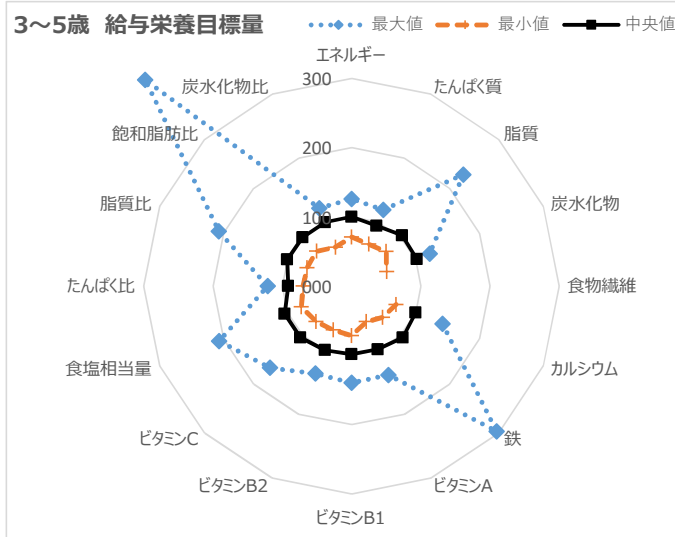 3～5歳 給与栄養目標量
最大値 最小値 中央値
エネルギー
たんぱく質
脂質
炭水化物
食物繊維
カルシウム
鉄
ビタミンA
ビタミンB1
ビタミンB2
ビタミンC
食塩相当量
たんぱく比
脂質比
飽和脂肪比
炭水化物比
300
200
100
000